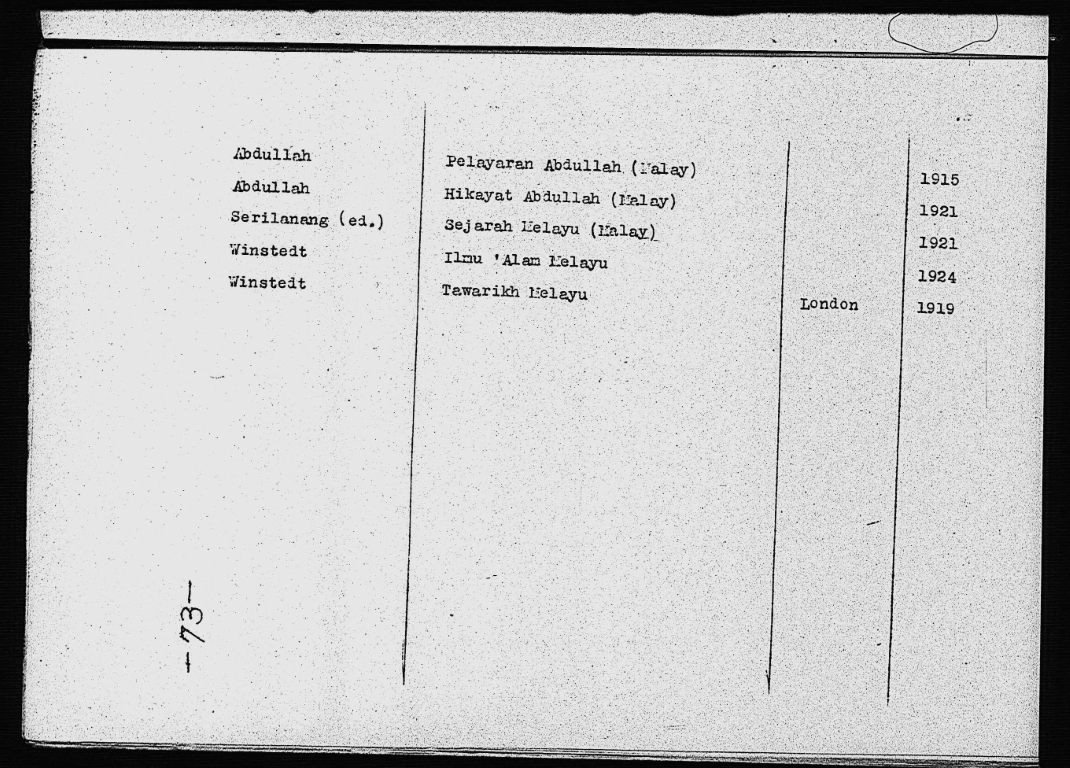 Abdullah Pelayaran Abdullah (Malay) 1915
Abdullah Hikayat Abdullah (Malay) 1921
Serilanang (ed.) Sejarah Melayu (Malay) 1921
Winstedt Ilmu 'Alam Melayu 1924
Winstedt Tawarikh Melayu London 1919
-73-